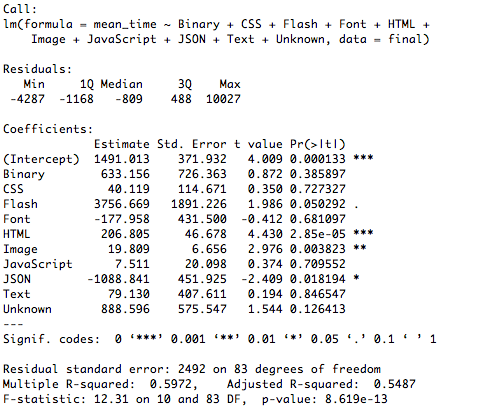 Call:
lm(formula = mean_time ~ Binary + CSS + Flash + Font + HTML +
    Image + JavaScript + JSON + Text + Unknown, data = final)

Residuals:
   Min     1Q Median     3Q    Max
 -4287  -1168   -809    488  10027

Coefficients:
             Estimate Std. Error t value Pr(>|t|)
(Intercept)  1491.013    371.932   4.009 0.000133 ***
Binary        633.156    726.363   0.872 0.385897
CSS            40.119    114.671   0.350 0.727327
Flash        3756.669   1891.226   1.986 0.050292 .
Font         -177.958    431.500  -0.412 0.681097
HTML          206.805     46.678   4.430 2.85e-05 ***
Image          19.809      6.656   2.976 0.003823 **
JavaScript      7.511     20.098   0.374 0.709552
JSON        -1088.841    451.925  -2.409 0.018194 *
Text           79.130    407.611   0.194 0.846547
Unknown       888.596    575.547   1.544 0.126413
---
Signif. codes:  0 ‘***’ 0.001 ‘**’ 0.01 ‘*’ 0.05 ‘.’ 0.1 ‘ ’ 1

Residual standard error: 2492 on 83 degrees of freedom
Multiple R-squared:  0.5972,	Adjusted R-squared:  0.5487
F-statistic: 12.31 on 10 and 83 DF,  p-value: 8.619e-13